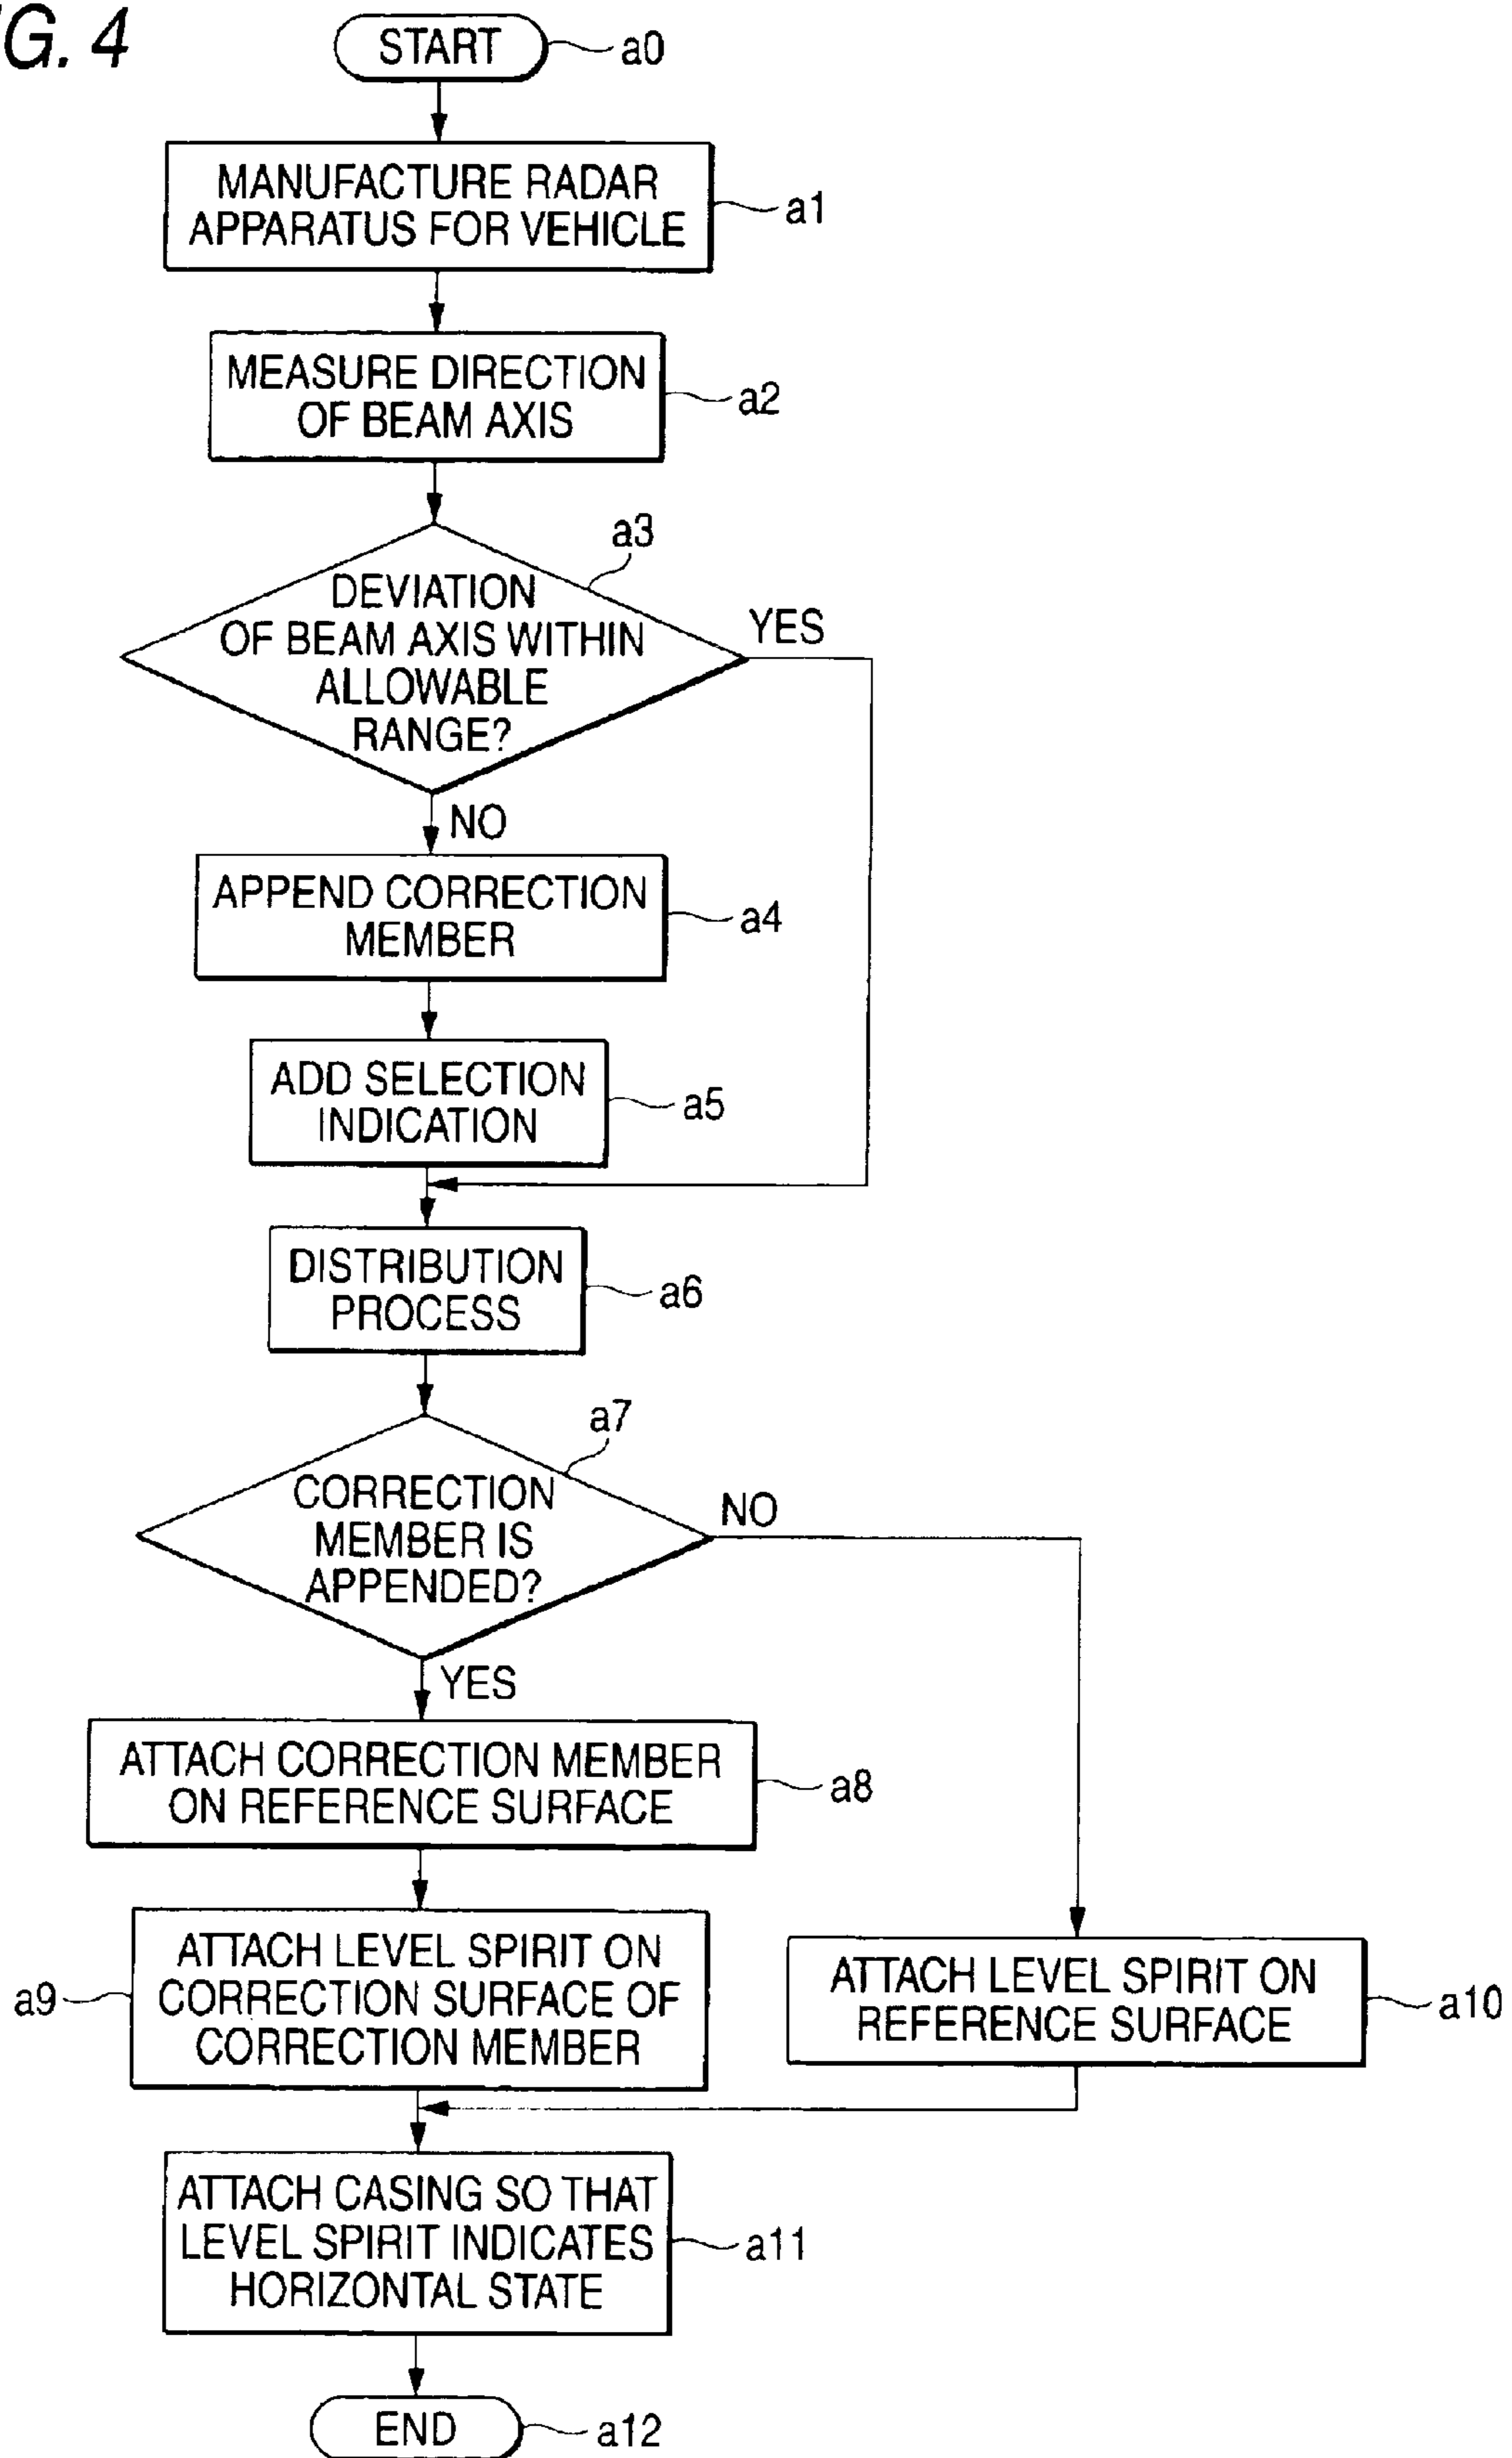 G. 4
START
a0
MANUFACTURE RADAR
APPARATUS FOR VEHICLE
a1
MEASURE DIRECTION
OF BEAM AXIS
a2
a3
DEVIATION
OF BEAM AXIS WITHIN
ALLOWABLE
RANGE?
YES
NO
APPEND CORRECTION
MEMBER
a4
ADD SELECTION
INDICATION
a5
DISTRIBUTION
PROCESS
a6
a7
CORRECTION
MEMBER IS
APPENDED?
NO
YES
ATTACH CORRECTION MEMBER
ON REFERENCE SURFACE
a8
a9
ATTACH LEVEL SPIRIT ON
CORRECTION SURFACE OF
CORRECTION MEMBER
ATTACH LEVEL SPIRIT ON
REFERENCE SURFACE
a10
ATTACH CASING SO THAT
LEVEL SPIRIT INDICATES
HORIZONTAL STATE
a11
END
a12